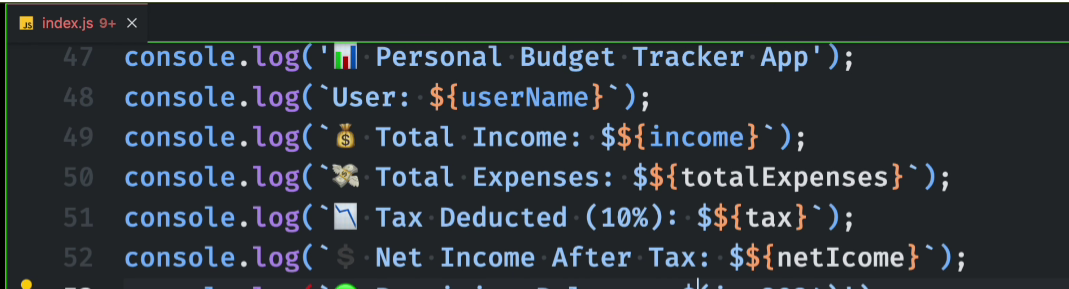 JS index.js 9+ ×
47 console.log('📊 Personal Budget Tracker App');
48 console.log(`User: ${userName}`);
49 console.log(`💰 Total Income: $${income}`);
50 console.log(`💸 Total Expenses: $${totalExpenses}`);
51 console.log(`📉 Tax Deducted (10%): $${tax}`);
52 console.log(`💲 Net Income After Tax: $${netIcome}`);